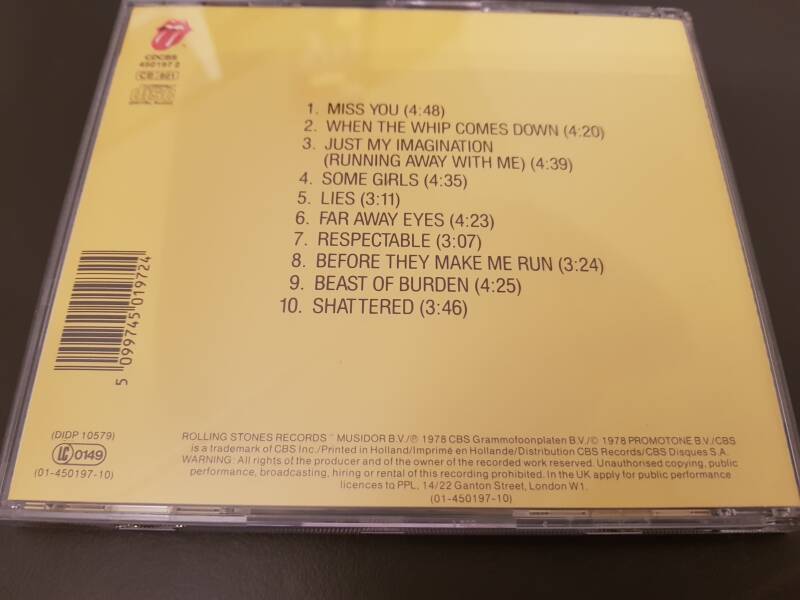 CDCBS
450197 2
CB 801
1. MISS YOU (4:48)
2. WHEN THE WHIP COMES DOWN (4:20)
3. JUST MY IMAGINATION
(RUNNING AWAY WITH ME) (4:39)
4. SOME GIRLS (4:35)
5. LIES (3:11)
6. FAR AWAY EYES (4:23)
7. RESPECTABLE (3:07)
8. BEFORE THEY MAKE ME RUN (3:24)
9. BEAST OF BURDEN (4:25)
10. SHATTERED (3:46)
5 099745 019724
(DIDP 10579)
LC 0149
(01-450197-10)
ROLLING STONES RECORDS ™ MUSIDOR B.V./℗ 1978 CBS Grammofoonplaten B.V./© 1978 PROMOTONE B.V./CBS
is a trademark of CBS Inc./Printed in Holland/Imprimé en Hollande/Distribution CBS Records/CBS Disques S.A.
WARNING: All rights of the producer and of the owner of the recorded work reserved. Unauthorised copying, public
performance, broadcasting, hiring or rental of this recording prohibited. In the UK apply for public performance
licences to PPL, 14/22 Ganton Street, London W1.
(01-450197-10)